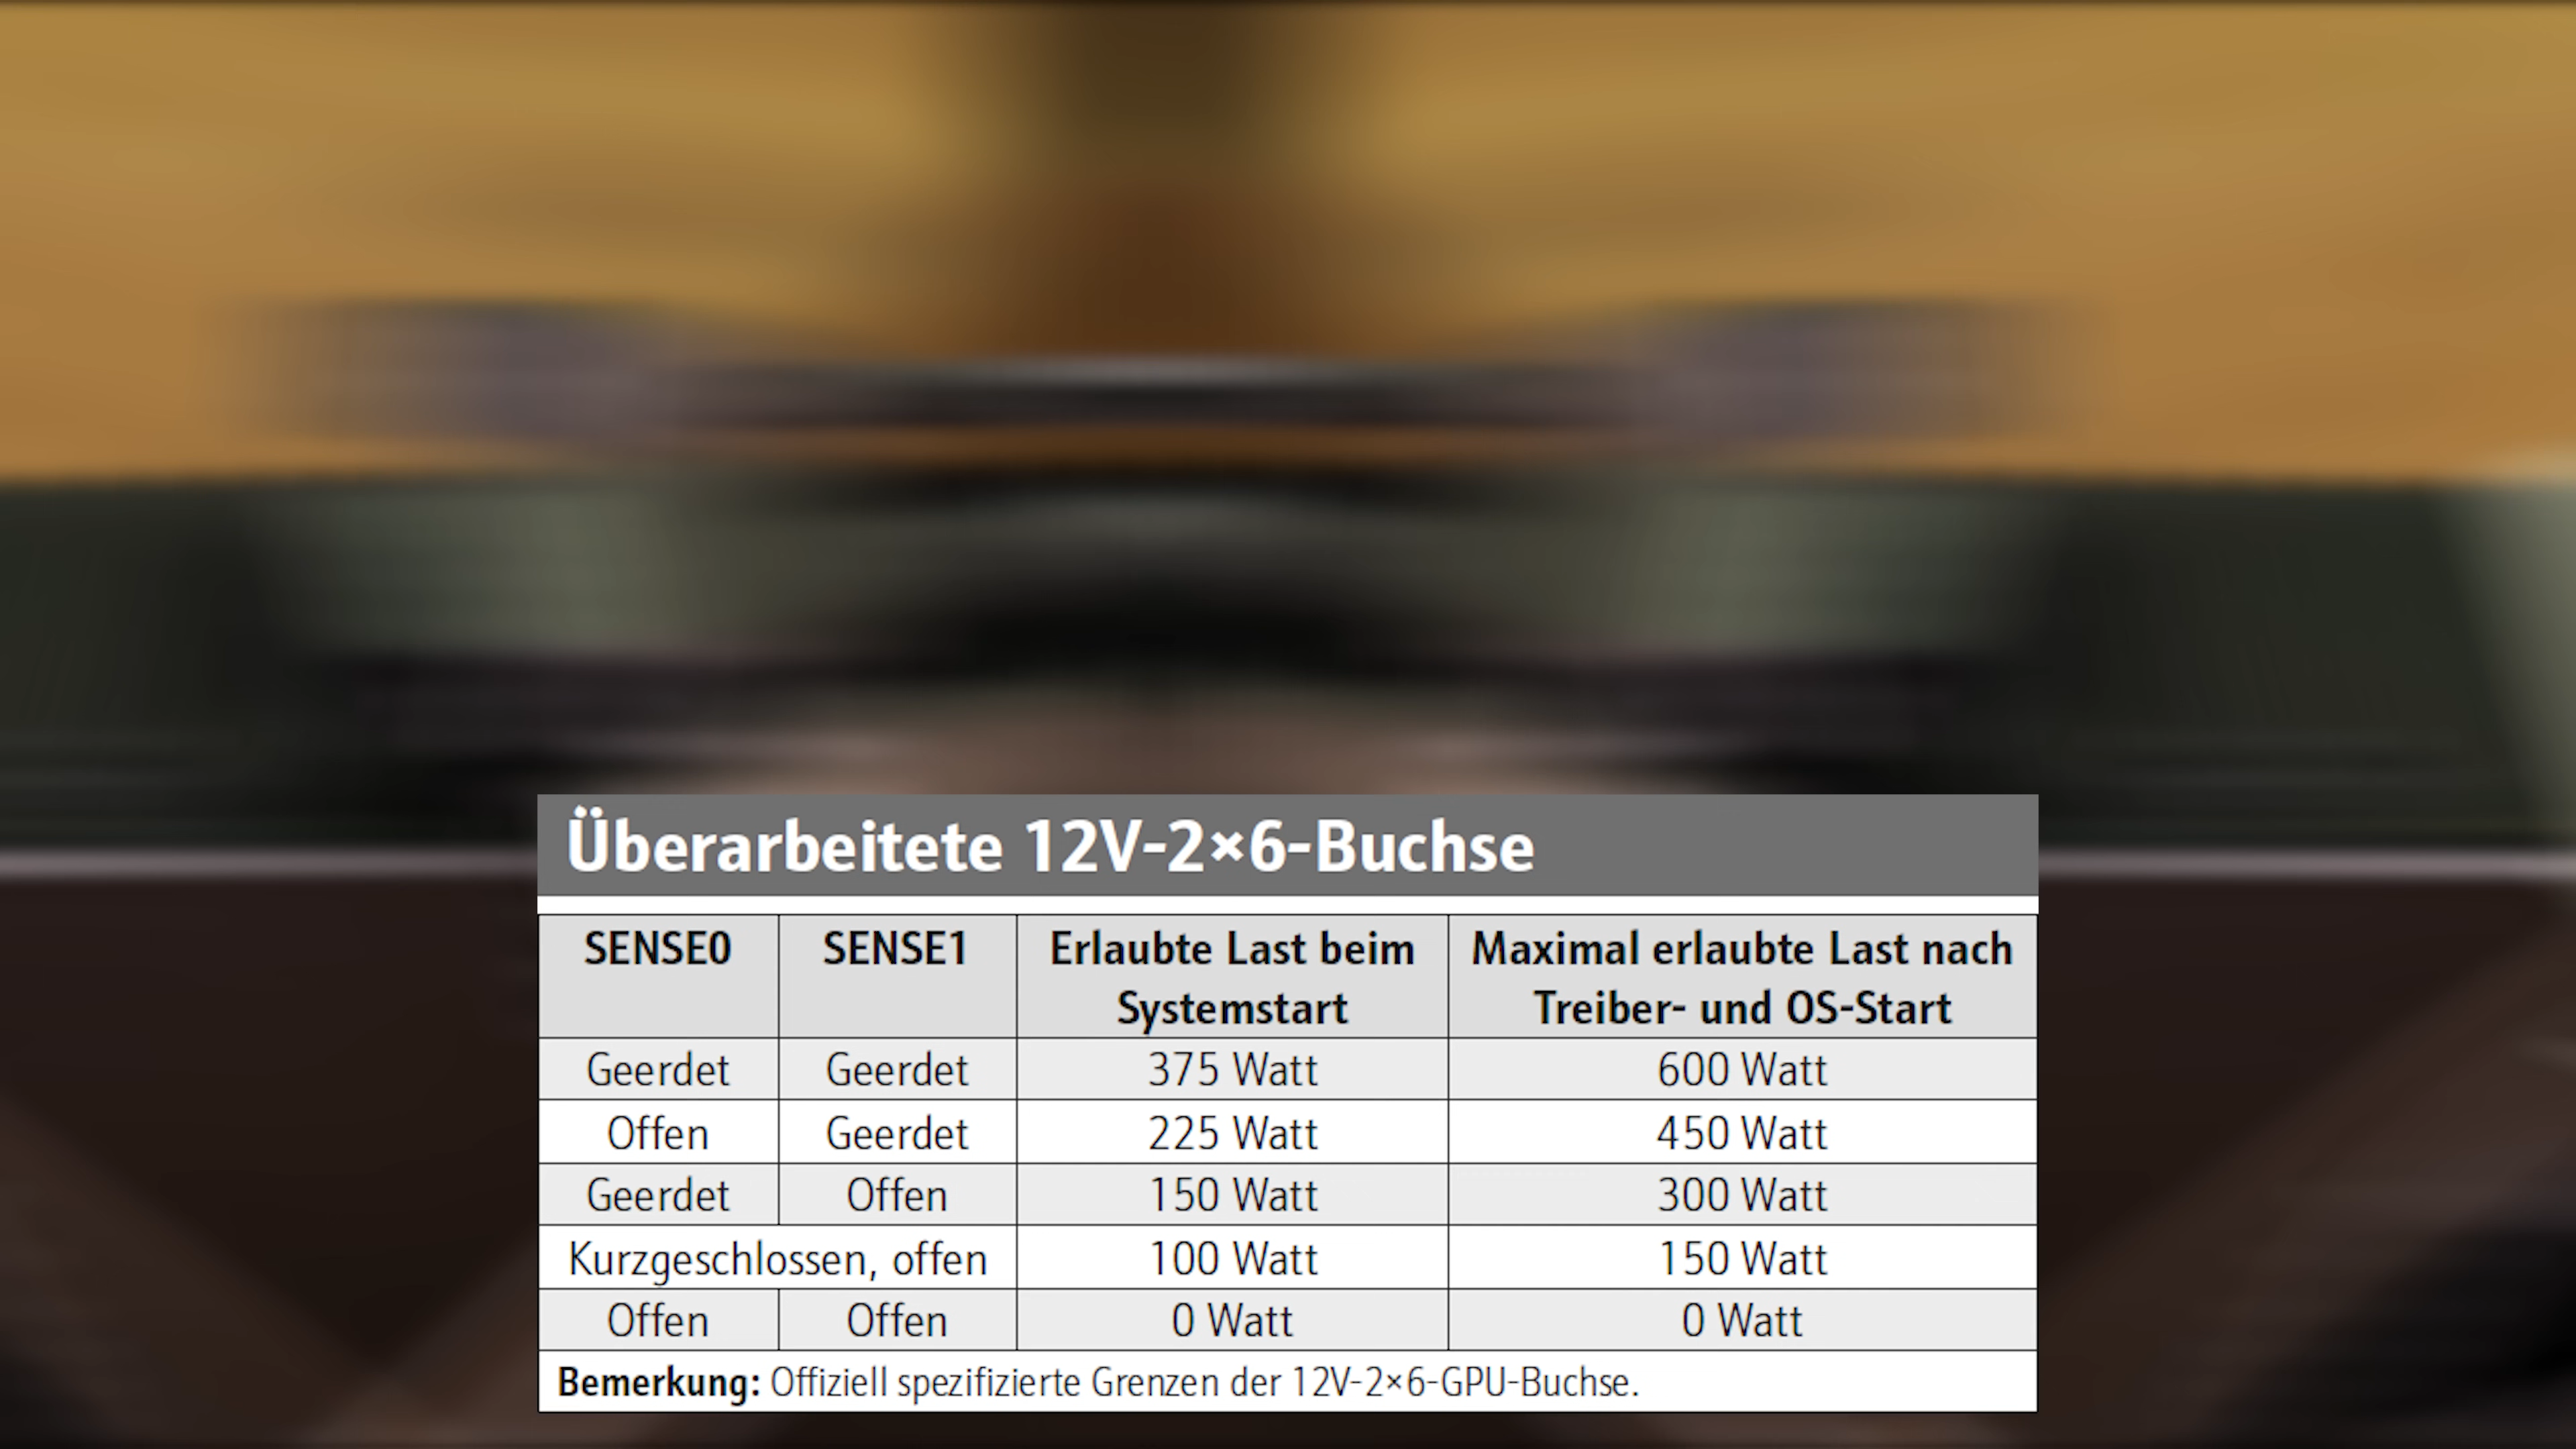 Überarbeitete 12V-2×6-Buchse
SENSE0 SENSE1 Erlaubte Last beim Systemstart Maximal erlaubte Last nach Treiber- und OS-Start
Geerdet Geerdet 375 Watt 600 Watt
Offen Geerdet 225 Watt 450 Watt
Geerdet Offen 150 Watt 300 Watt
Kurzgeschlossen, offen 100 Watt 150 Watt
Offen Offen 0 Watt 0 Watt
Bemerkung: Offiziell spezifizierte Grenzen der 12V-2×6-GPU-Buchse.